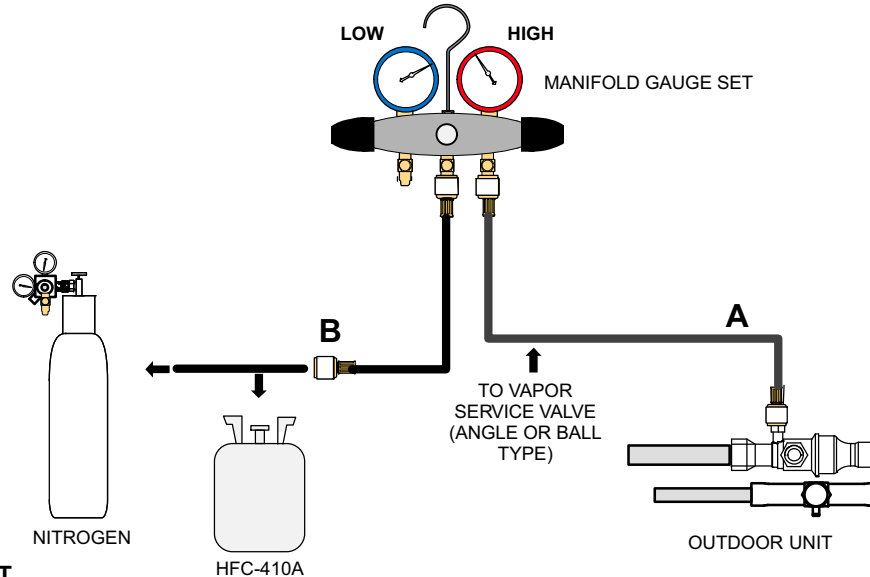 LOW
HIGH
MANIFOLD GAUGE SET
B
A
TO VAPOR
SERVICE VALVE
(ANGLE OR BALL
TYPE)
NITROGEN
OUTDOOR UNIT
HFC-410A
T